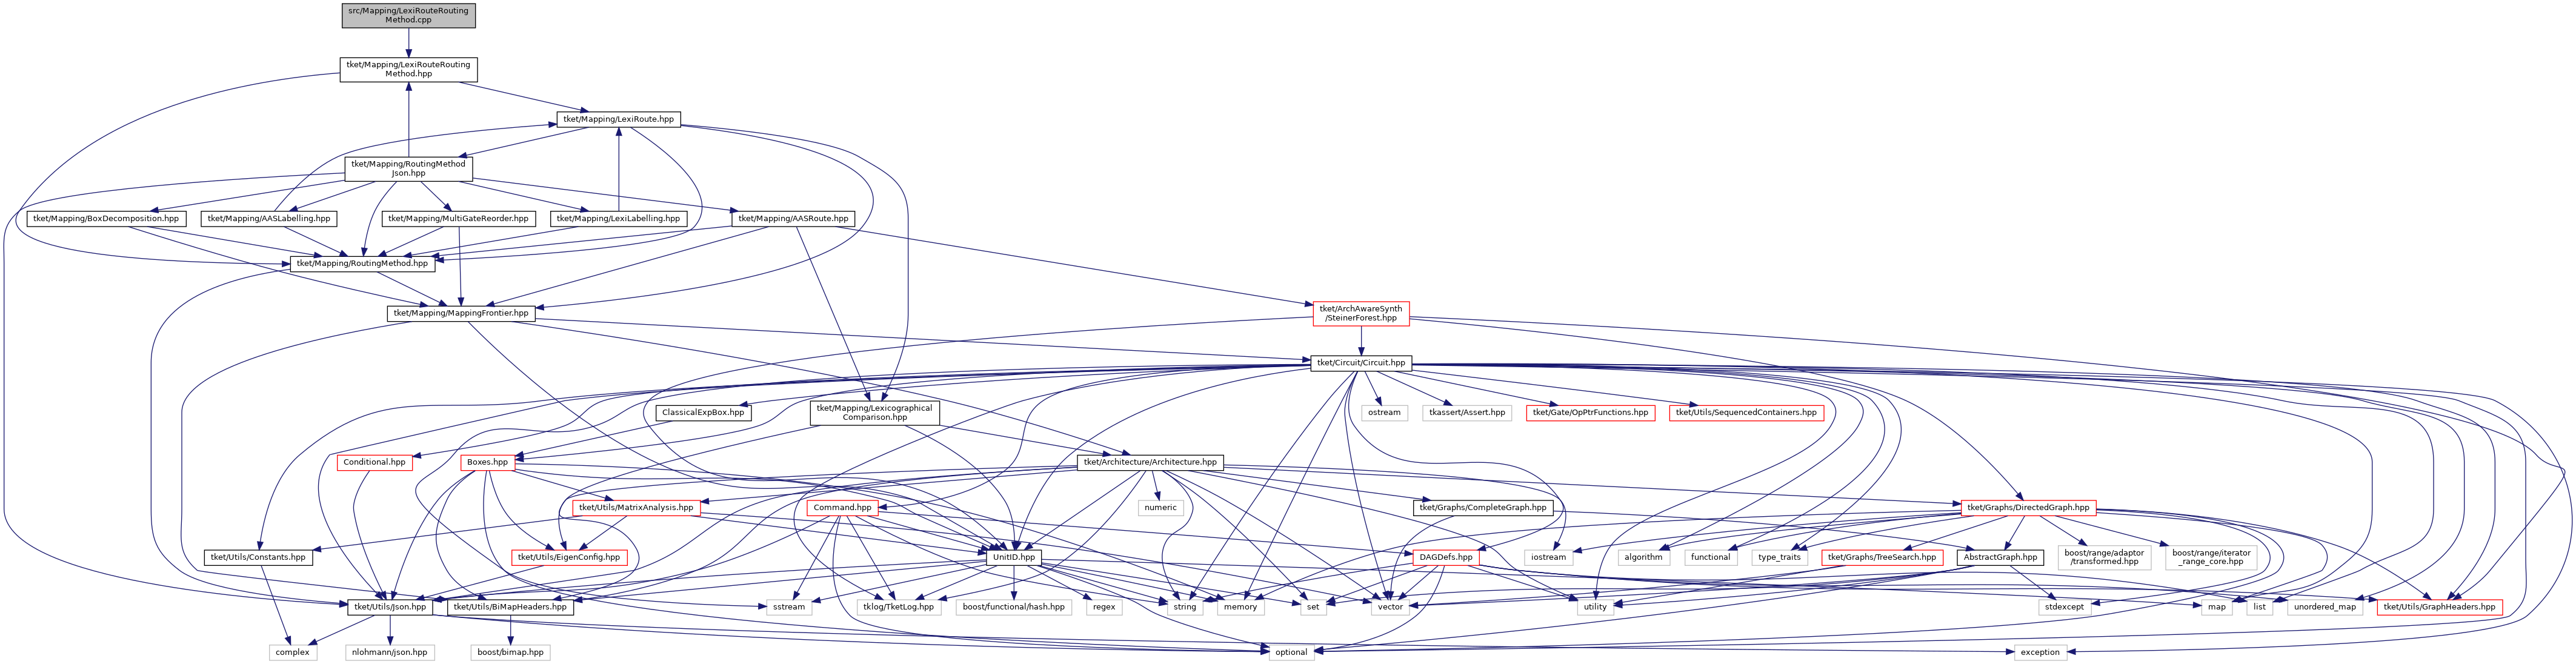 src/Mapping/LexiRouteRouting
Method.cpp
tket/Mapping/LexiRouteRouting
Method.hpp
tket/Mapping/LexiRoute.hpp
tket/Mapping/RoutingMethod
Json.hpp
tket/Mapping/BoxDecomposition.hpp
tket/Mapping/AASLabelling.hpp
tket/Mapping/MultiGateReorder.hpp
tket/Mapping/LexiLabelling.hpp
tket/Mapping/AASRoute.hpp
tket/Mapping/RoutingMethod.hpp
tket/Mapping/MappingFrontier.hpp
tket/ArchAwareSynth
/SteinerForest.hpp
tket/Circuit/Circuit.hpp
ClassicalExpBox.hpp
tket/Mapping/Lexicographical
Comparison.hpp
ostream
tkassert/Assert.hpp
tket/Gate/OpPtrFunctions.hpp
tket/Utils/SequencedContainers.hpp
Conditional.hpp
Boxes.hpp
tket/Architecture/Architecture.hpp
tket/Utils/MatrixAnalysis.hpp
Command.hpp
numeric
tket/Graphs/CompleteGraph.hpp
tket/Graphs/DirectedGraph.hpp
tket/Utils/Constants.hpp
tket/Utils/EigenConfig.hpp
UnitID.hpp
DAGDefs.hpp
iostream
algorithm
functional
type_traits
tket/Graphs/TreeSearch.hpp
AbstractGraph.hpp
boost/range/adaptor
/transformed.hpp
boost/range/iterator
_range_core.hpp
tket/Utils/Json.hpp
tket/Utils/BiMapHeaders.hpp
sstream
tklog/TketLog.hpp
boost/functional/hash.hpp
regex
string
memory
set
vector
utility
stdexcept
map
list
unordered_map
tket/Utils/GraphHeaders.hpp
complex
nlohmann/json.hpp
boost/bimap.hpp
optional
exception